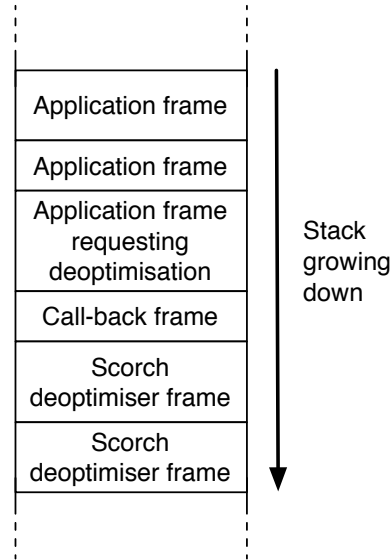 Application frame
Application frame
Application frame
requesting
deoptimisation
Call-back frame
Scorch
deoptimiser frame
Scorch
deoptimiser frame
Stack
growing
down